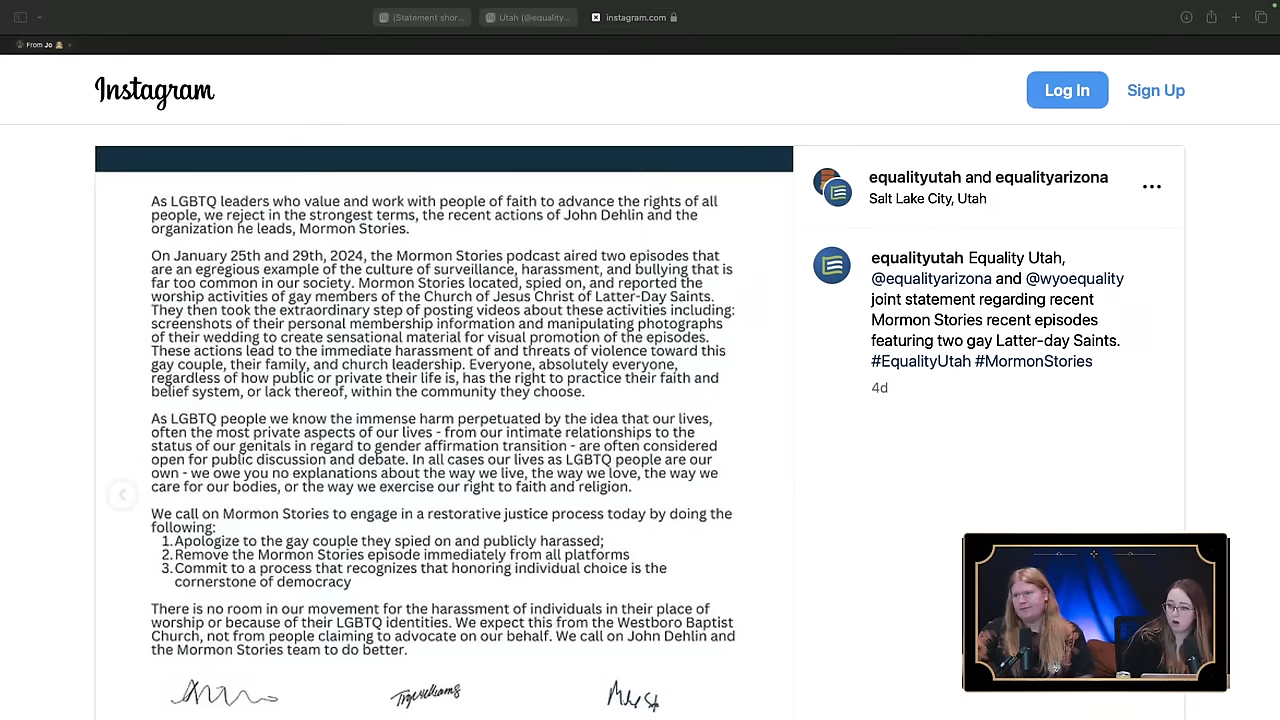 (Statement shor...
Utah (@equality...
instagram.com
From Jo
Instagram
Log In
Sign Up
As LGBTQ leaders who value and work with people of faith to advance the rights of all
people, we reject in the strongest terms, the recent actions of John Dehlin and the
organization he leads, Mormon Stories.
On January 25th and 29th, 2024, the Mormon Stories podcast aired two episodes that
are an egregious example of the culture of surveillance, harassment, and bullying that is
far too common in our society. Mormon Stories located, spied on, and reported the
worship activities of gay members of the Church of Jesus Christ of Latter-Day Saints.
They then took the extraordinary step of posting videos about these activities including:
screenshots of their personal membership information and manipulating photographs
of their wedding to create sensational material for visual promotion of the episodes.
These actions lead to the immediate harassment of and threats of violence toward this
gay couple, their family, and church leadership. Everyone, absolutely everyone,
regardless of how public or private their life is, has the right to practice their faith and
belief system, or lack thereof, within the community they choose.
As LGBTQ people we know the immense harm perpetuated by the idea that our lives,
often the most private aspects of our lives - from our intimate relationships to the
status of our genitals in regard to gender affirmation transition - are often considered
open for public discussion and debate. In all cases our lives as LGBTQ people are our
own - we owe you no explanations about the way we live, the way we love, the way we
care for our bodies, or the way we exercise our right to faith and religion.
We call on Mormon Stories to engage in a restorative justice process today by doing the
following:
1. Apologize to the gay couple they spied on and publicly harassed;
2. Remove the Mormon Stories episode immediately from all platforms
3. Commit to a process that recognizes that honoring individual choice is the
cornerstone of democracy
There is no room in our movement for the harassment of individuals in their place of
worship or because of their LGBTQ identities. We expect this from the Westboro Baptist
Church, not from people claiming to advocate on our behalf. We call on John Dehlin and
the Mormon Stories team to do better.
equalityutah and equalityarizona
Salt Lake City, Utah
equalityutah Equality Utah,
@equalityarizona and @wyoequality
joint statement regarding recent
Mormon Stories recent episodes
featuring two gay Latter-day Saints.
#EqualityUtah #MormonStories
4d